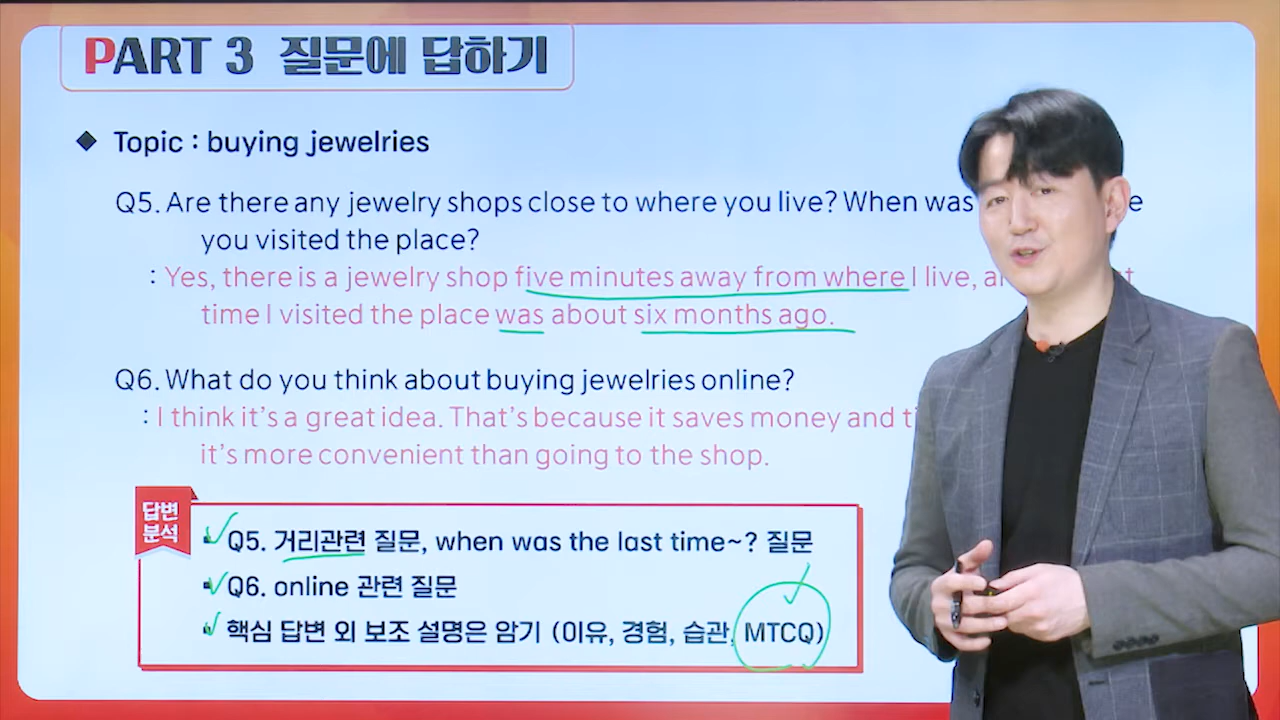 PART 3 질문에 답하기
◆ Topic : buying jewelries
Q5. Are there any jewelry shops close to where you live? When was
you visited the place?
: Yes, there is a jewelry shop five minutes away from where I live,
time I visited the place was about six months ago.
Q6. What do you think about buying jewelries online?
: I think it's a great idea. That's because it saves money and
it's more convenient than going to the shop.
답변
분석
Q5. 거리관련 질문, when was the last time~? 질문
Q6. online 관련 질문
핵심 답변 외 보조 설명은 암기 (이유, 경험, 습관, MTCQ)